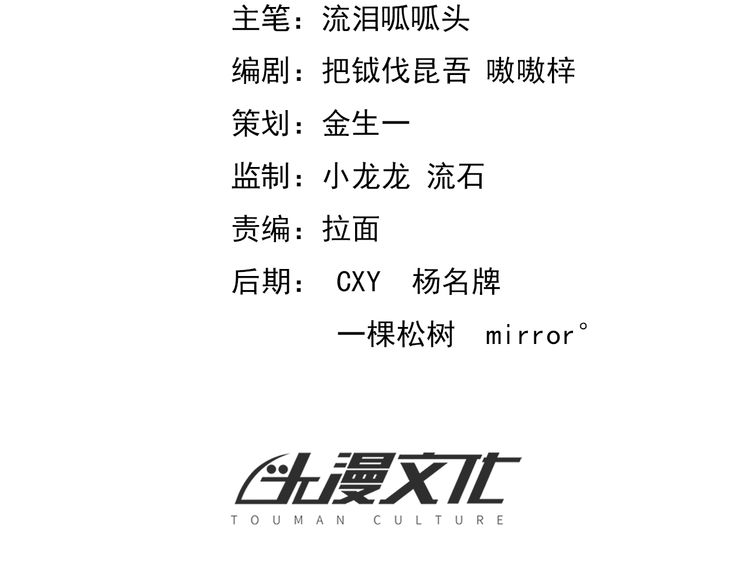 主笔：流泪呱呱头
编剧：把钺伐昆吾 嗷嗷梓
策划：金生一
监制：小龙龙 流石
责编：拉面
后期： CXY 杨名牌
一棵松树 mirror°
头漫文化
TOUMAN CULTURE